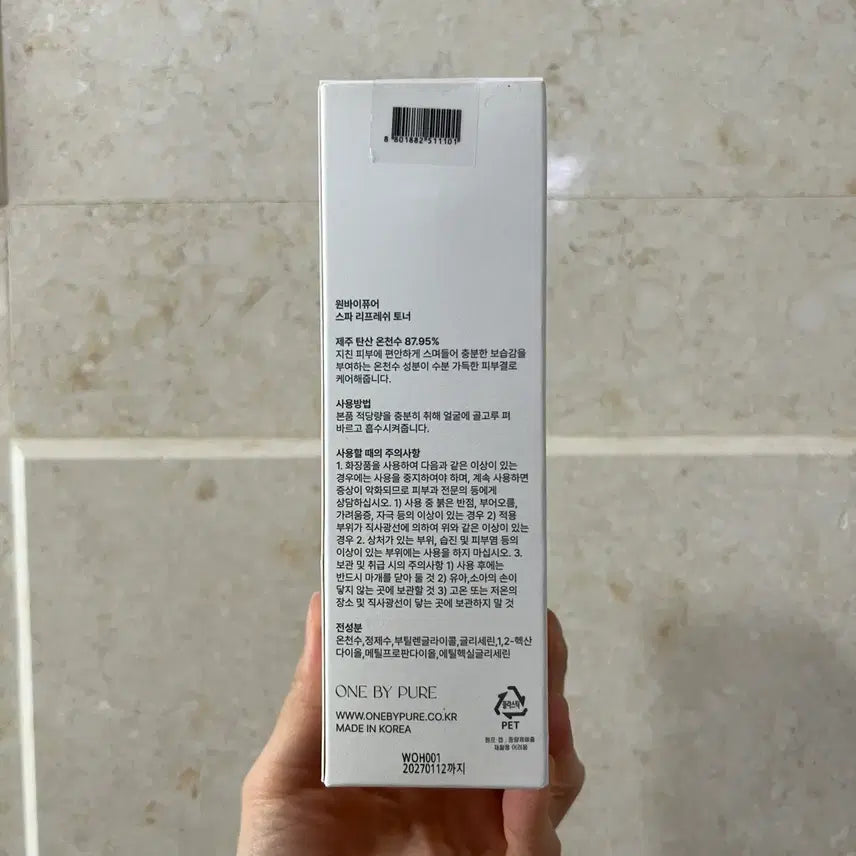 8 801882 511101
원바이퓨어
스파 리프레쉬 토너
제주 탄산 온천수 87.95%
지친 피부에 편안하게 스며들어 충분한 보습감을
부여하는 온천수 성분이 수분 가득한 피부결로
케어해줍니다.
사용방법
본품 적당량을 충분히 취해 얼굴에 골고루 펴
바르고 흡수시켜줍니다.
사용할 때의 주의사항
1. 화장품을 사용하여 다음과 같은 이상이 있는
경우에는 사용을 중지하여야 하며, 계속 사용하면
증상이 악화되므로 피부과 전문의 등에게
상담하십시오. 1) 사용 중 붉은 반점, 부어오름,
가려움증, 자극 등의 이상이 있는 경우 2) 적용
부위가 직사광선에 의하여 위와 같은 이상이 있는
경우 2. 상처가 있는 부위, 습진 및 피부염 등의
이상이 있는 부위에는 사용을 하지 마십시오. 3.
보관 및 취급 시의 주의사항 1) 사용 후에는
반드시 마개를 닫아 둘 것 2) 유아,소아의 손이
닿지 않는 곳에 보관할 것 3) 고온 또는 저온의
장소 및 직사광선이 닿는 곳에 보관하지 말 것
전성분
온천수,정제수,부틸렌글라이콜,글리세린,1,2-헥산
다이올,메틸프로판다이올,에틸헥실글리세린
ONE BY PURE
WWW.ONEBYPURE.CO.KR
MADE IN KOREA
플라스틱
PET
재활용 어려움
WOH001
20270112까지